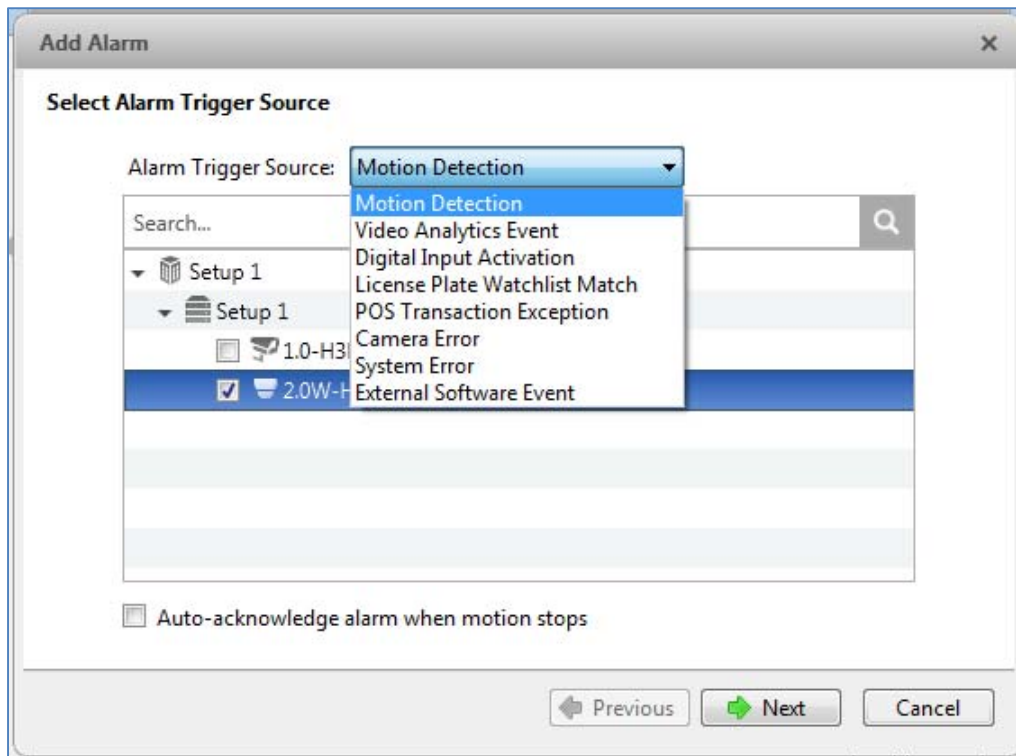 Add Alarm
Select Alarm Trigger Source
Alarm Trigger Source: Motion Detection
Motion Detection
Video Analytics Event
Digital Input Activation
License Plate Watchlist Match
POS Transaction Exception
Camera Error
System Error
External Software Event
Search...
Setup 1
Setup 1
1.0-H3
2.0W-H
Auto-acknowledge alarm when motion stops
Previous
Next
Cancel